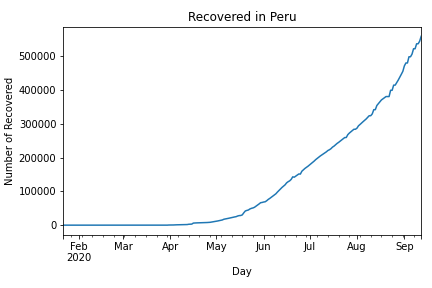 Recovered in Peru
Number of Recovered
500000
400000
300000
200000
100000
0
Feb Mar Apr May Jun Jul Aug Sep
2020
Day